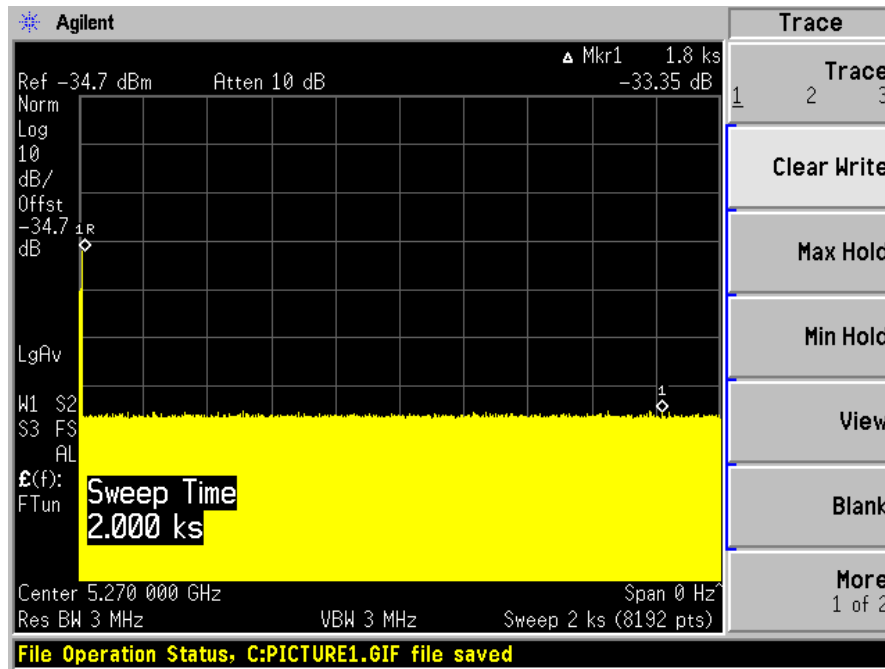 Agilent
Trace
Δ Mkr1 1.8 ks
Ref -34.7 dBm Atten 10 dB -33.35 dB
Norm
Log
10
dB/
Offst
-34.7
dB
1R
LgAv
1
W1 S2
S3 FS
AL
£(f):
FTun
Sweep Time
2.000 ks
Center 5.270 000 GHz Span 0 Hz^
Res BW 3 MHz VBW 3 MHz Sweep 2 ks (8192 pts)
File Operation Status, C:PICTURE1.GIF file saved
Trace
1 2 3
Clear Write
Max Hold
Min Hold
View
Blank
More
1 of 2